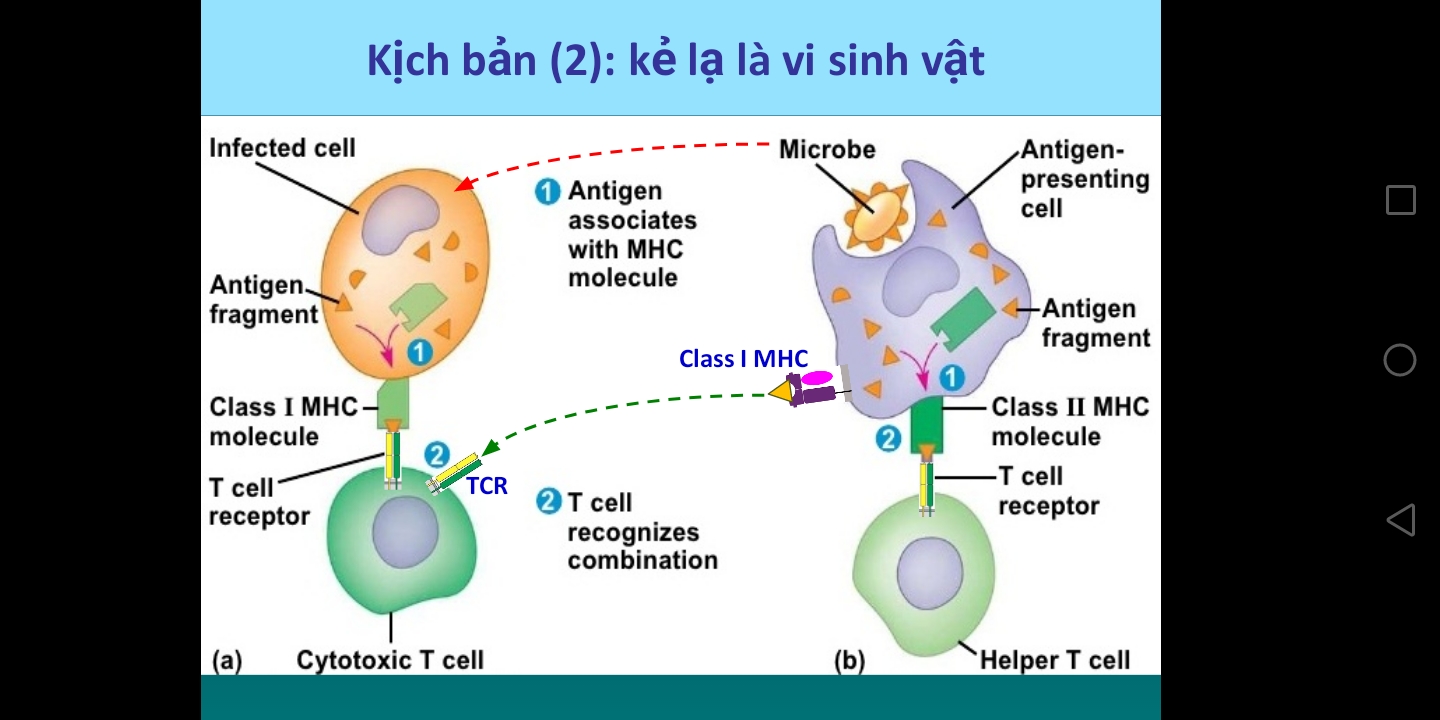 Kịch bản (2): kẻ lạ là vi sinh vật
Infected cell
Antigen
fragment
1
Class I MHC
molecule
T cell
receptor
2
TCR
(a)
Cytotoxic T cell
1 Antigen
associates
with MHC
molecule
Class I MHC
2 T cell
recognizes
combination
Microbe
Antigen-
presenting
cell
Antigen
fragment
1
Class II MHC
molecule
2
T cell
receptor
(b)
Helper T cell